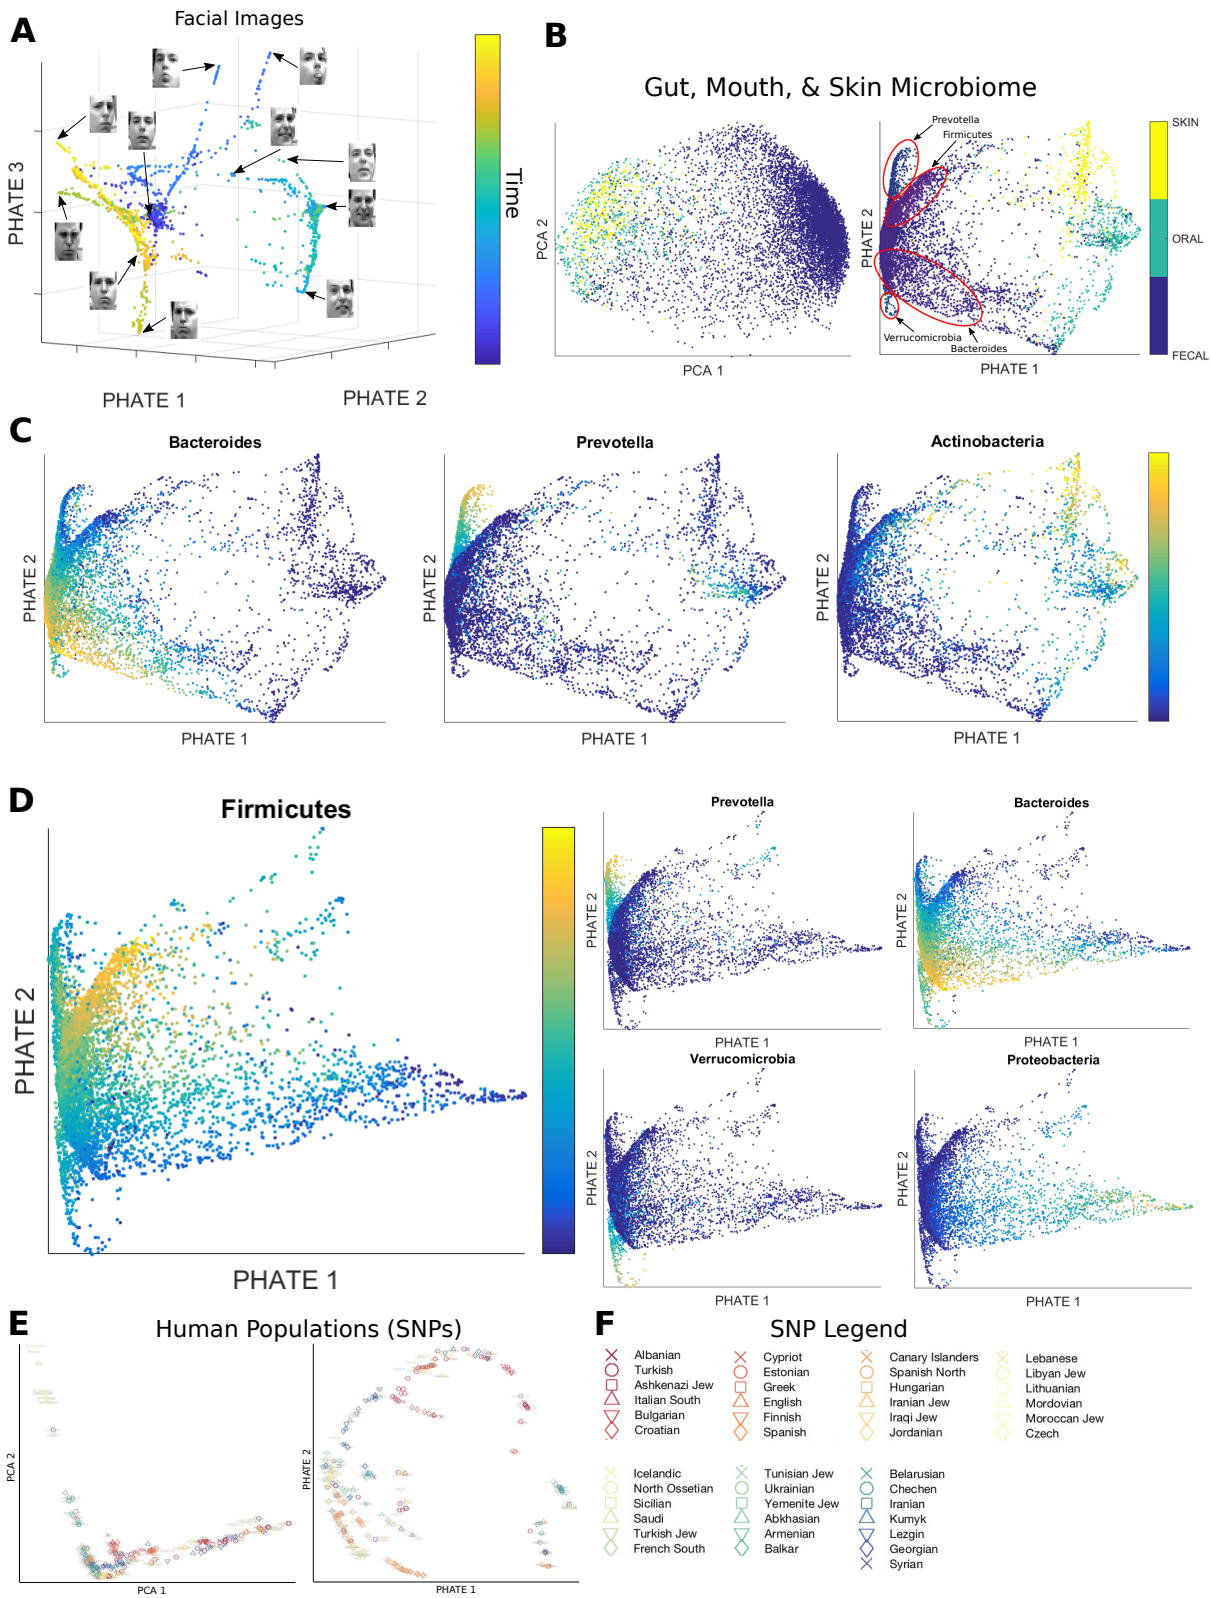 A
Facial Images
PHATE 3
PHATE 1
PHATE 2
Time
B
Gut, Mouth, & Skin Microbiome
PCA 2
PCA 1
Prevotella
Firmicutes
PHATE 2
Verrucomicrobia
Bacteroides
PHATE 1
SKIN
ORAL
FECAL
C
Bacteroides
PHATE 2
PHATE 1
Prevotella
PHATE 2
PHATE 1
Actinobacteria
PHATE 2
PHATE 1
D
Firmicutes
PHATE 2
PHATE 1
Prevotella
PHATE 2
PHATE 1
Bacteroides
PHATE 2
PHATE 1
Verrucomicrobia
PHATE 2
PHATE 1
Proteobacteria
PHATE 2
PHATE 1
E
Human Populations (SNPs)
PCA 2
PCA 1
PHATE 2
PHATE 1
F
SNP Legend
Albanian
Turkish
Ashkenazi Jew
Italian South
Bulgarian
Croatian
Cypriot
Estonian
Greek
English
Finnish
Spanish
Canary Islanders
Spanish North
Hungarian
Iranian Jew
Iraqi Jew
Jordanian
Lebanese
Libyan Jew
Lithuanian
Mordovian
Moroccan Jew
Czech
Icelandic
North Ossetian
Sicilian
Saudi
Turkish Jew
French South
Tunisian Jew
Ukrainian
Yemenite Jew
Abkhasian
Armenian
Balkar
Belarusian
Chechen
Iranian
Kumyk
Lezgin
Georgian
Syrian